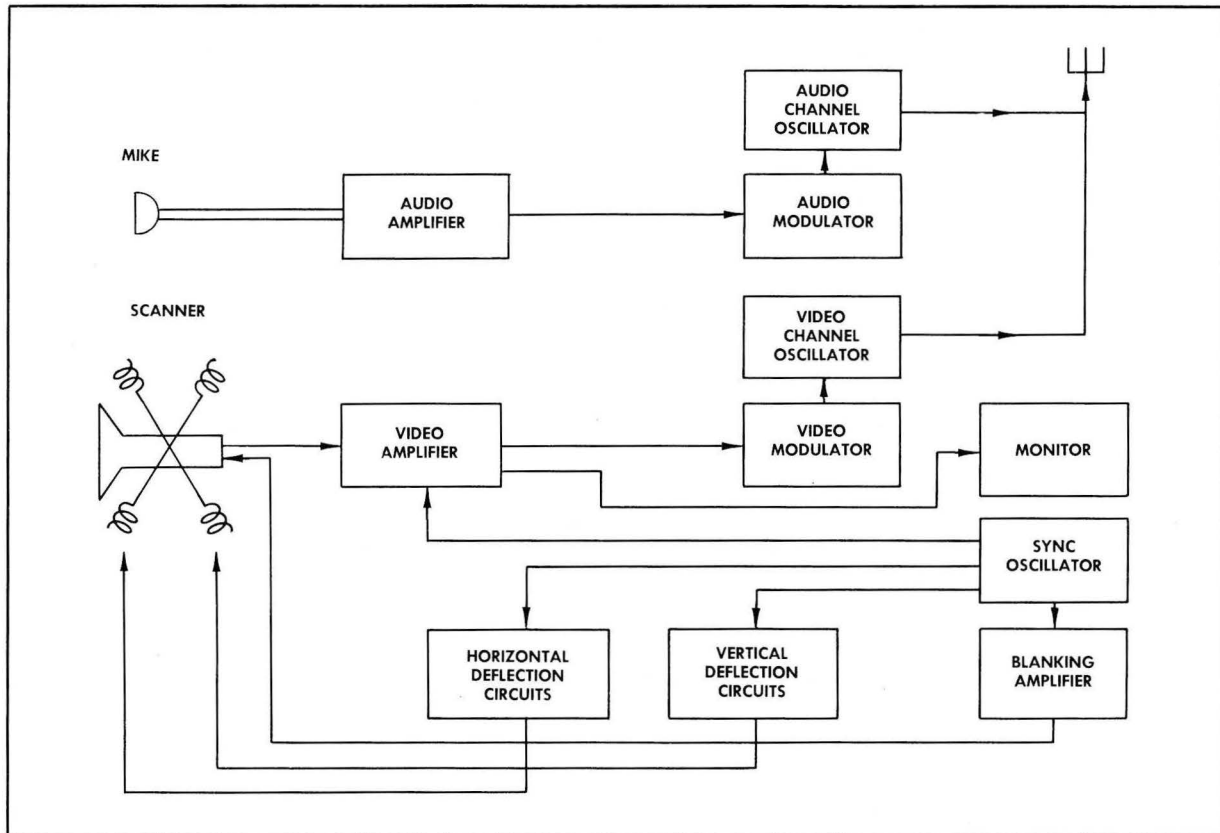 AUDIO
CHANNEL
OSCILLATOR
MIKE
AUDIO
AMPLIFIER
AUDIO
MODULATOR
SCANNER
VIDEO
CHANNEL
OSCILLATOR
VIDEO
AMPLIFIER
VIDEO
MODULATOR
MONITOR
SYNC
OSCILLATOR
HORIZONTAL
DEFLECTION
CIRCUITS
VERTICAL
DEFLECTION
CIRCUITS
BLANKING
AMPLIFIER